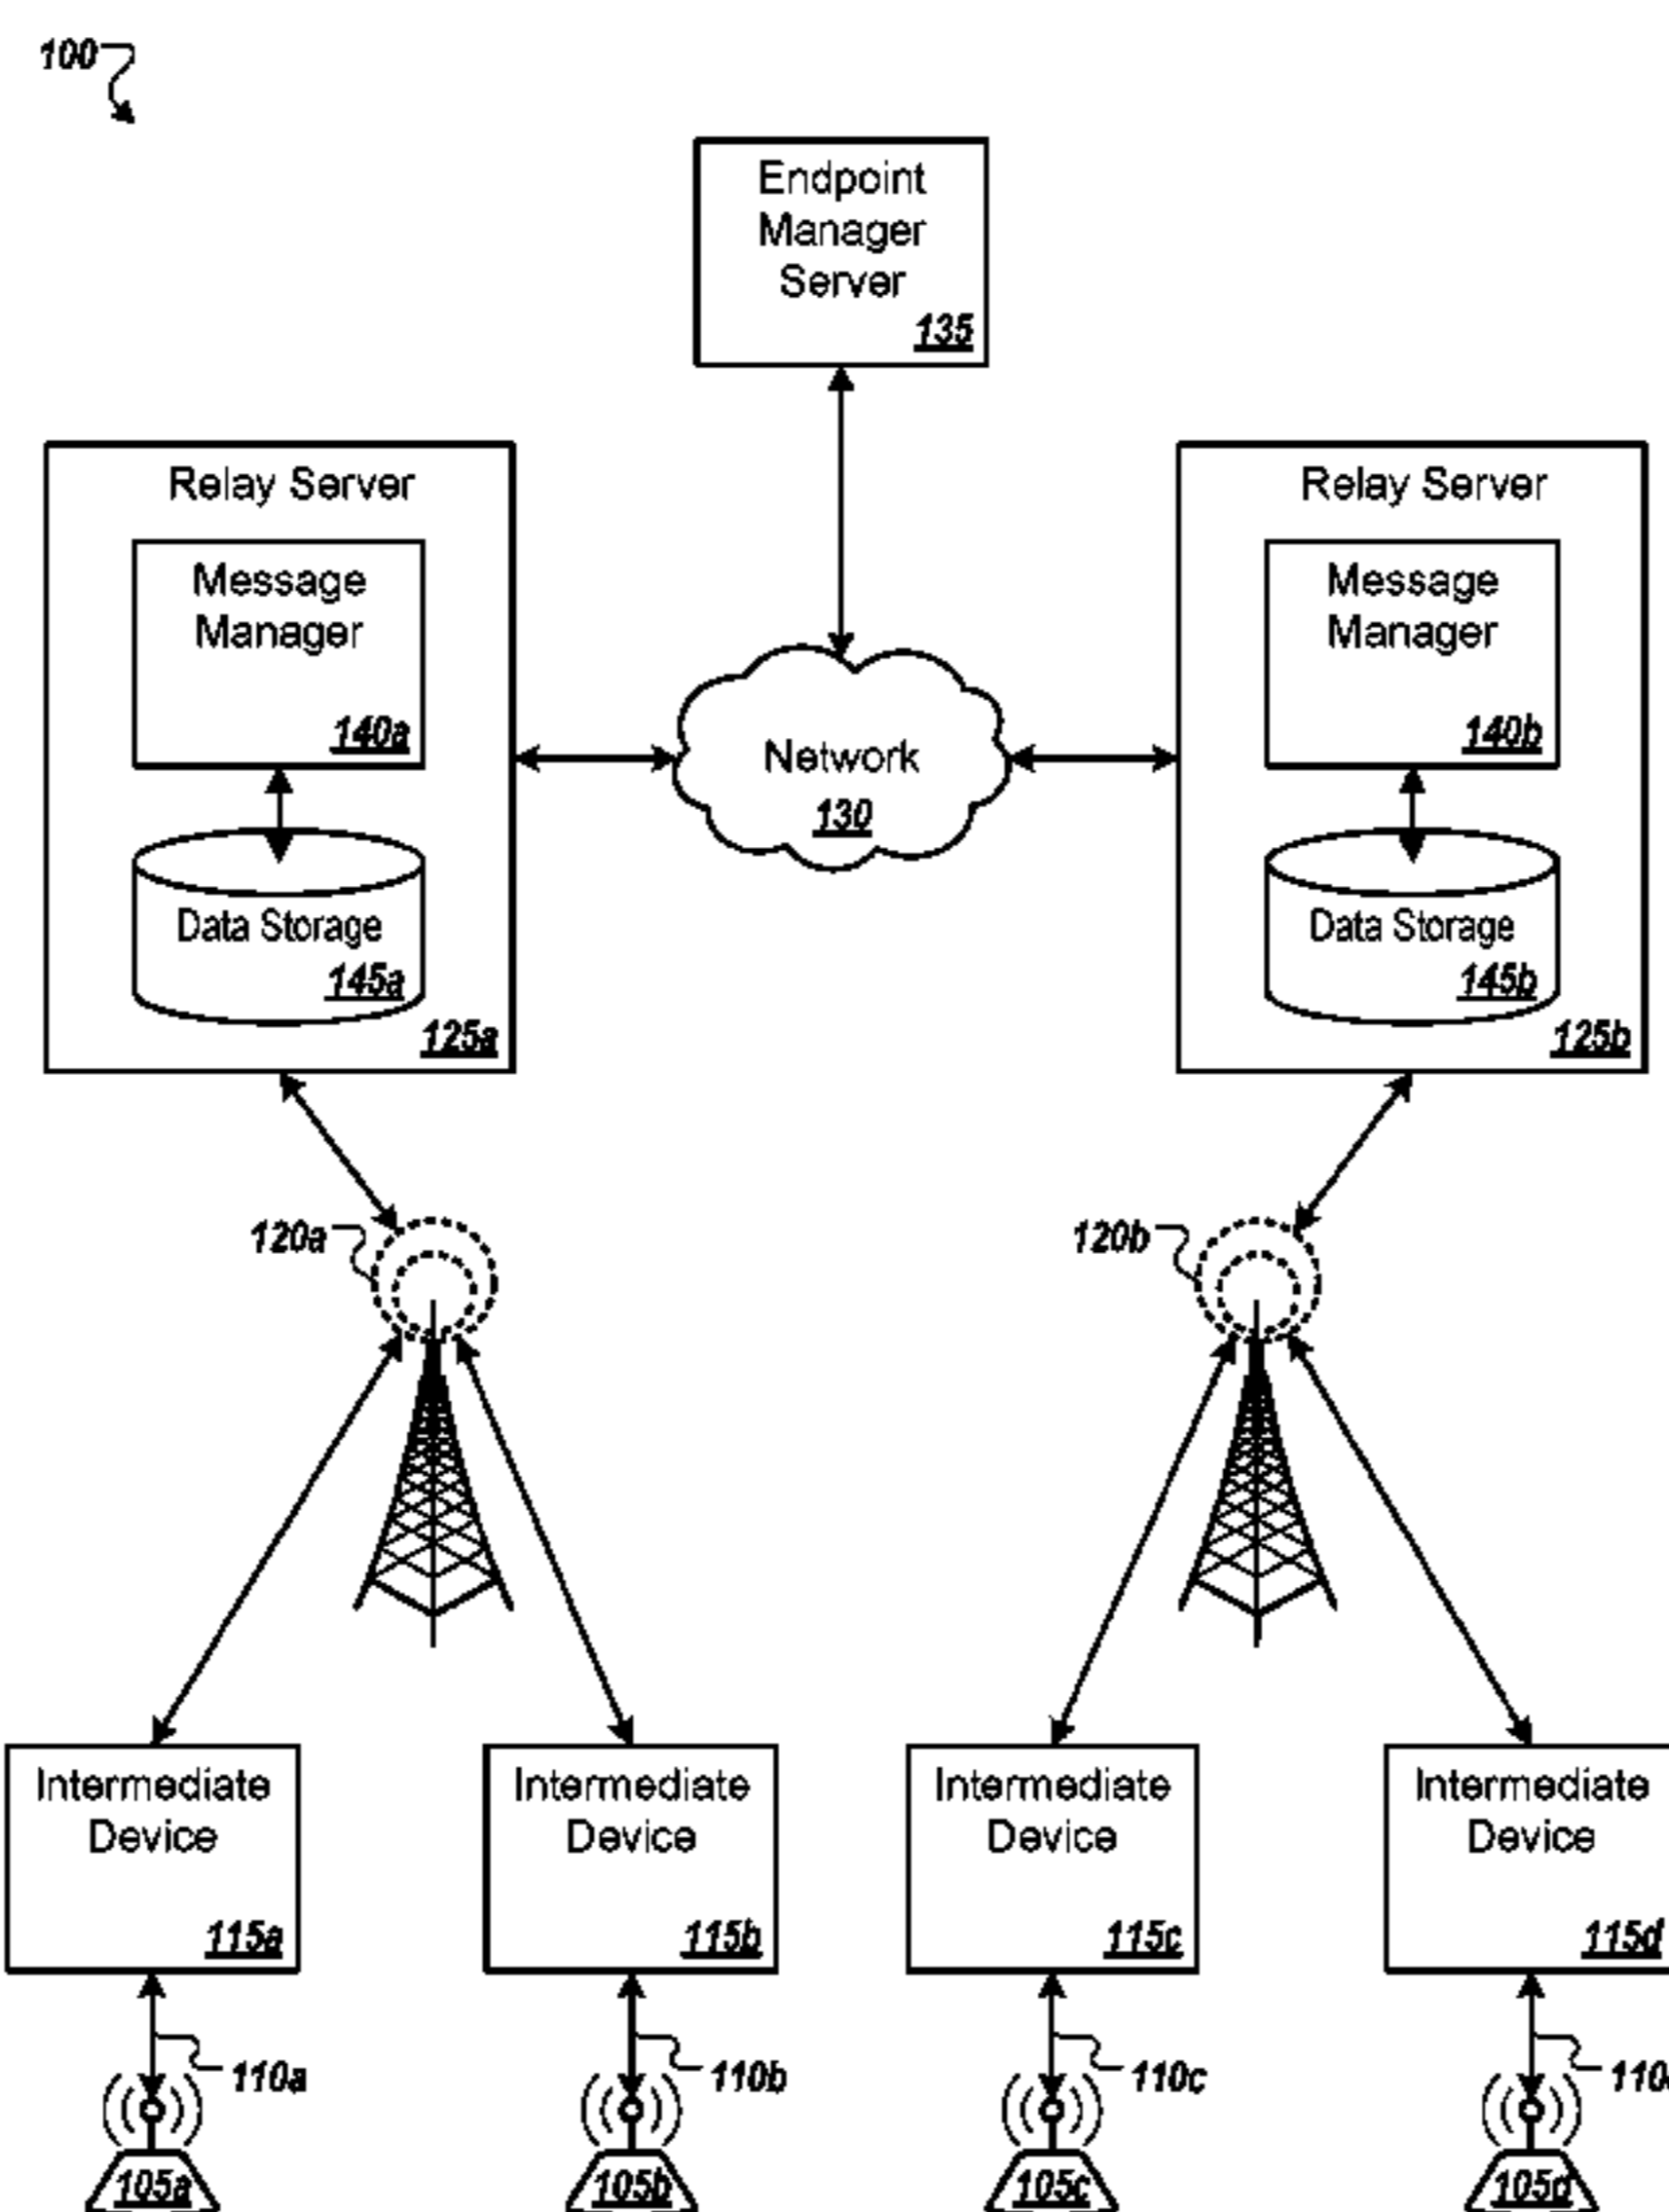 100
Endpoint
Manager
Server
135
Relay Server
Message
Manager
140a
Data Storage
145a
125a
Network
130
Relay Server
Message
Manager
140b
Data Storage
145b
125b
120a
120b
Intermediate
Device
115a
Intermediate
Device
115b
Intermediate
Device
115c
Intermediate
Device
115d
110a
110b
110c
105a
105b
105c
105d